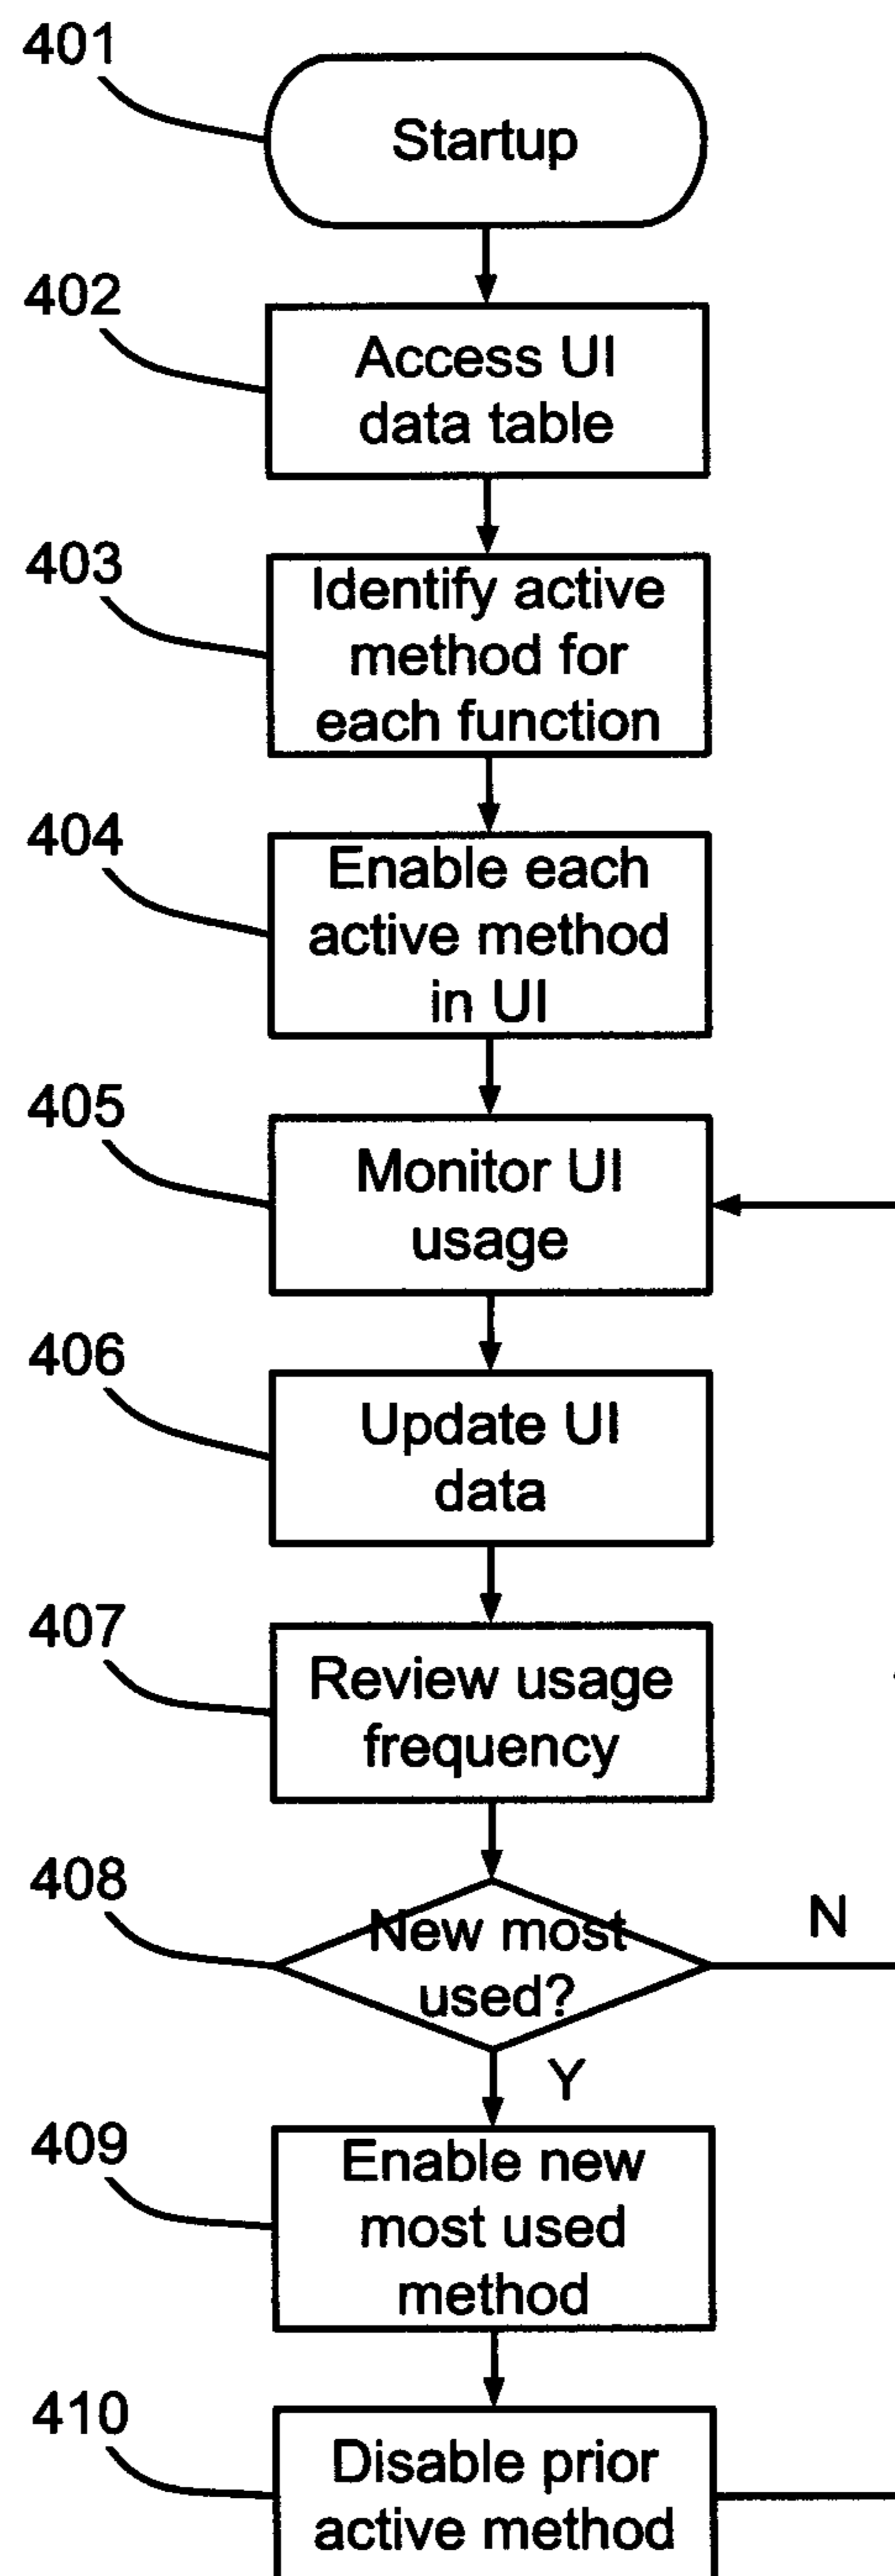 401
Startup
402
Access UI
data table
403
Identify active
method for
each function
404
Enable each
active method
in UI
405
Monitor UI
usage
406
Update UI
data
407
Review usage
frequency
408
New most
used?
N
Y
409
Enable new
most used
method
410
Disable prior
active method